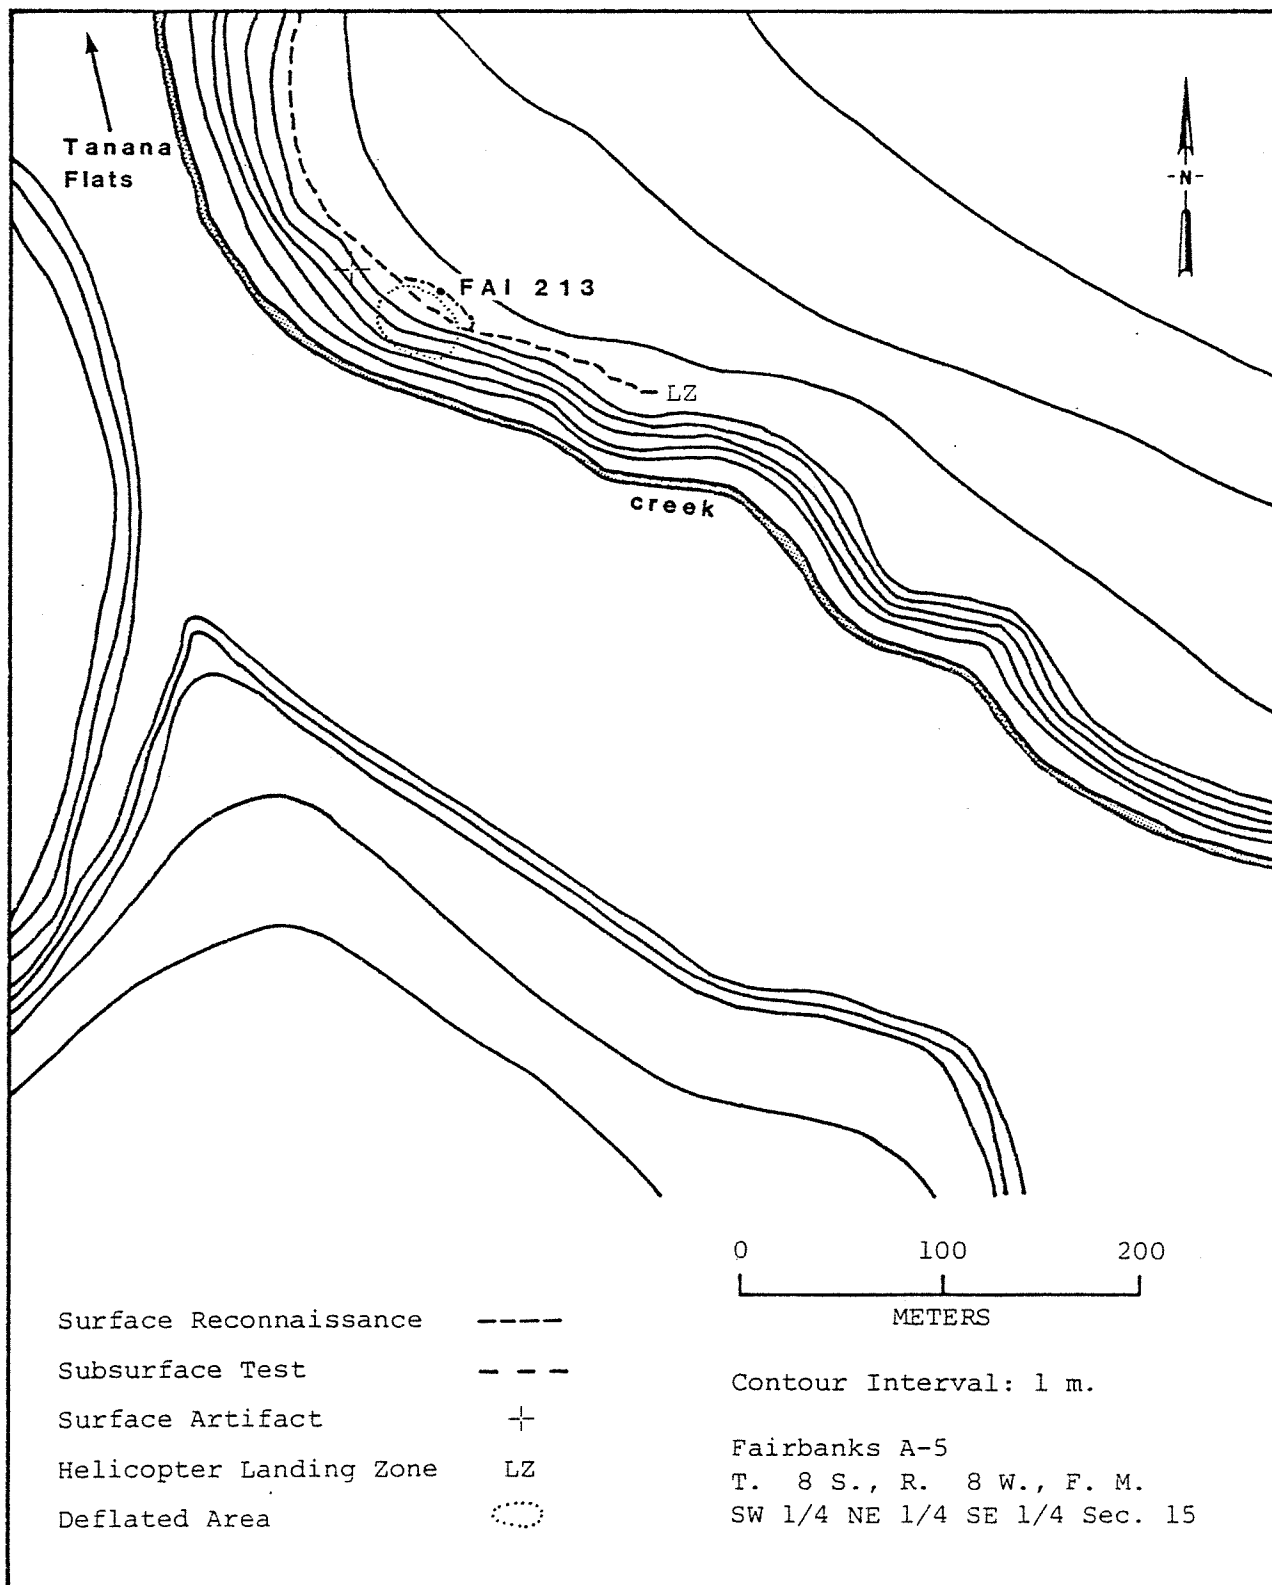 Tanana
Flats
-N-
FAI 213
LZ
creek
0 100 200
METERS
Surface Reconnaissance
Subsurface Test
Surface Artifact
Helicopter Landing Zone LZ
Deflated Area
Contour Interval: 1 m.
Fairbanks A-5
T. 8 S., R. 8 W., F. M.
SW 1/4 NE 1/4 SE 1/4 Sec. 15